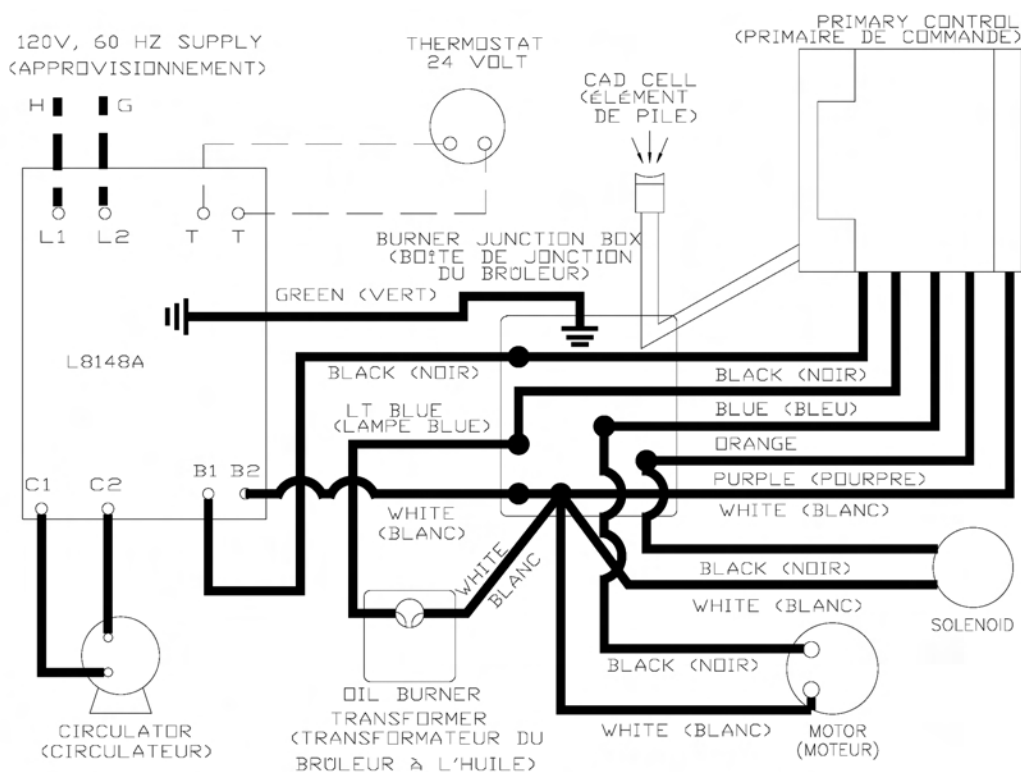 120V, 60 HZ SUPPLY
(APPROVISIONNEMENT)
H
G
THERMOSTAT
24 VOLT
CAD CELL
(ÉLÉMENT
DE PILE)
PRIMARY CONTROL
(PRIMAIRE DE COMMANDE)
L1
L2
T
T
BURNER JUNCTION BOX
(BOITE DE JONCTION
DU BRÛLEUR)
GREEN (VERT)
L8148A
BLACK (NOIR)
BLACK (NOIR)
LT BLUE
(LAMPE BLUE)
BLUE (BLEU)
ORANGE
PURPLE (POURPRE)
C1
C2
B1
B2
WHITE
(BLANC)
WHITE (BLANC)
WHITE
BLANC
BLACK (NOIR)
WHITE (BLANC)
SOLENOID
BLACK (NOIR)
WHITE (BLANC)
MOTOR
(MOTEUR)
OIL BURNER
TRANSFORMER
(TRANSFORMATEUR DU
BRÛLEUR À L'HUILE)
CIRCULATOR
(CIRCULATEUR)